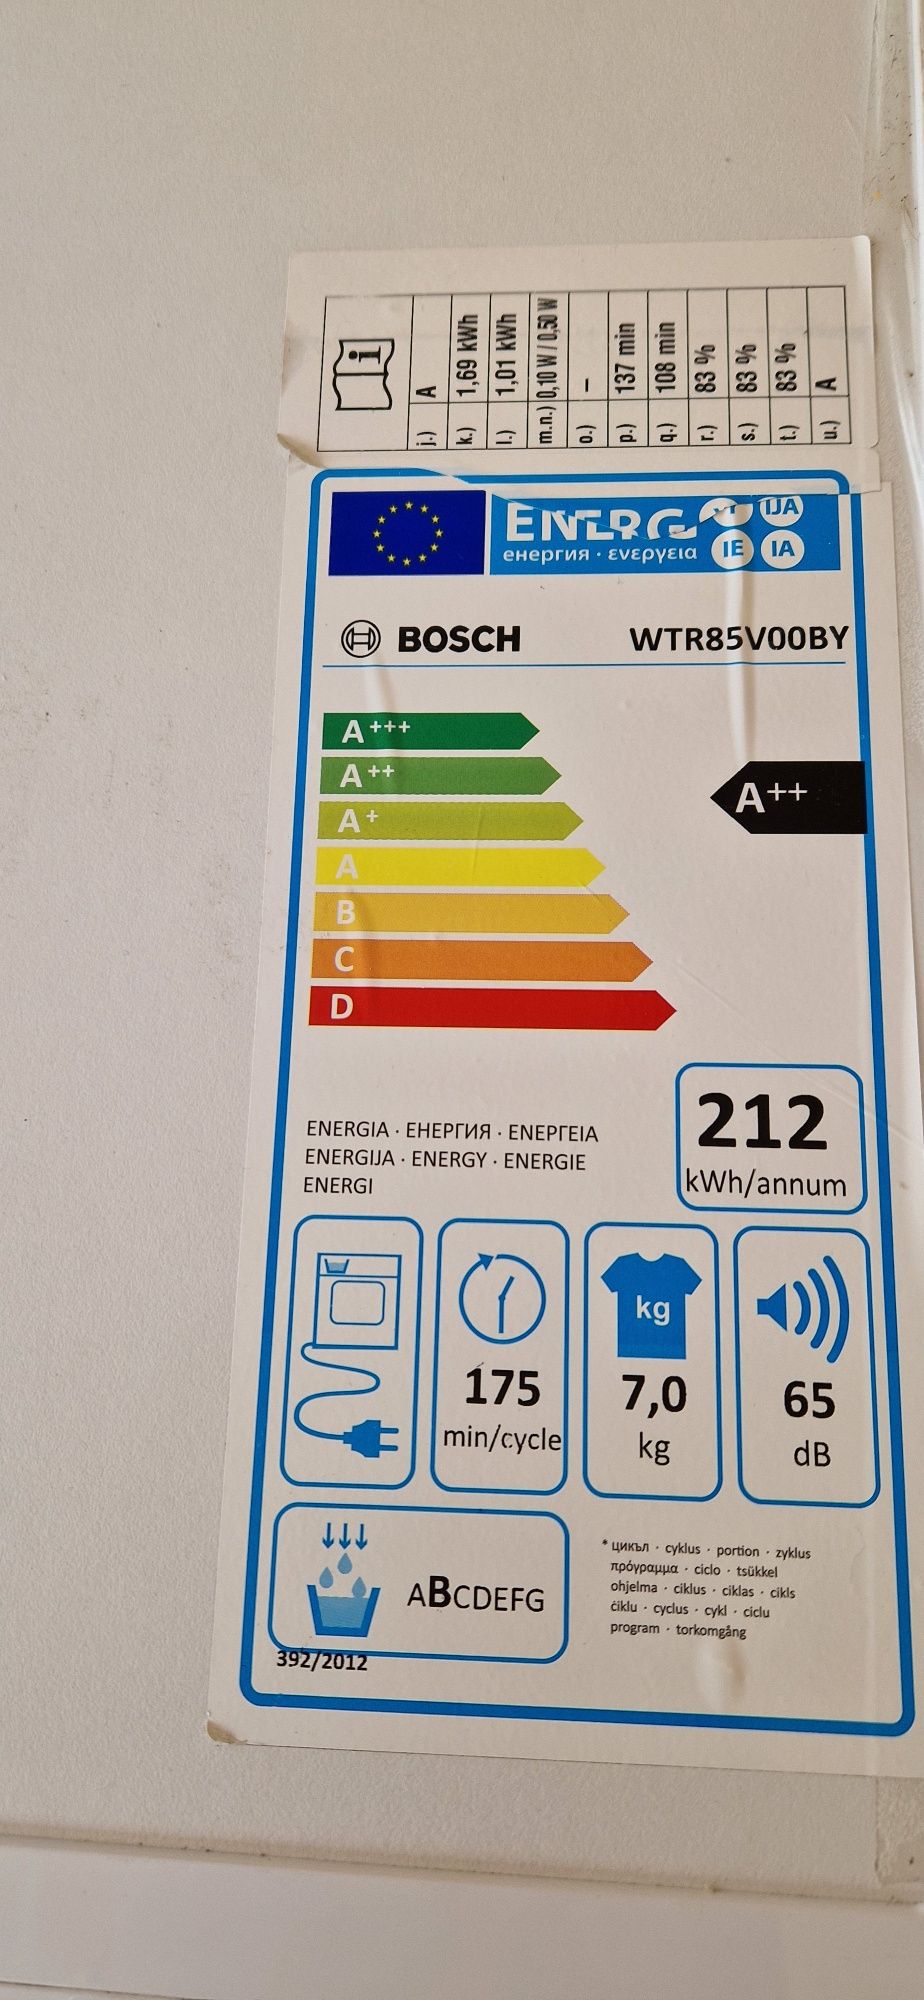 j.) A
k.) 1,69 kWh
l.) 1,01 kWh
m.n.) 0,10 W / 0,50 W
o.) –
p.) 137 min
q.) 108 min
r.) 83 %
s.) 83 %
t.) 83 %
u.) A
ENERG IJA
енергия · ενεργεια IE IA
BOSCH WTR85V00BY
A+++
A++
A++
A+
A
B
C
D
212
kWh/annum
ENERGIA · ЕНЕРГИЯ · ΕΝΕΡΓΕΙΑ
ENERGIJA · ENERGY · ENERGIE
ENERGI
175
min/cycle
kg
7,0
kg
65
dB
ABCDEFG
392/2012
* цикъл · cyklus · portion · zyklus
πρόγραμμα · ciclo · tsükkel
ohjelma · ciklus · ciklas · cikls
ċiklu · cyclus · cykl · ciclu
program · torkomgång